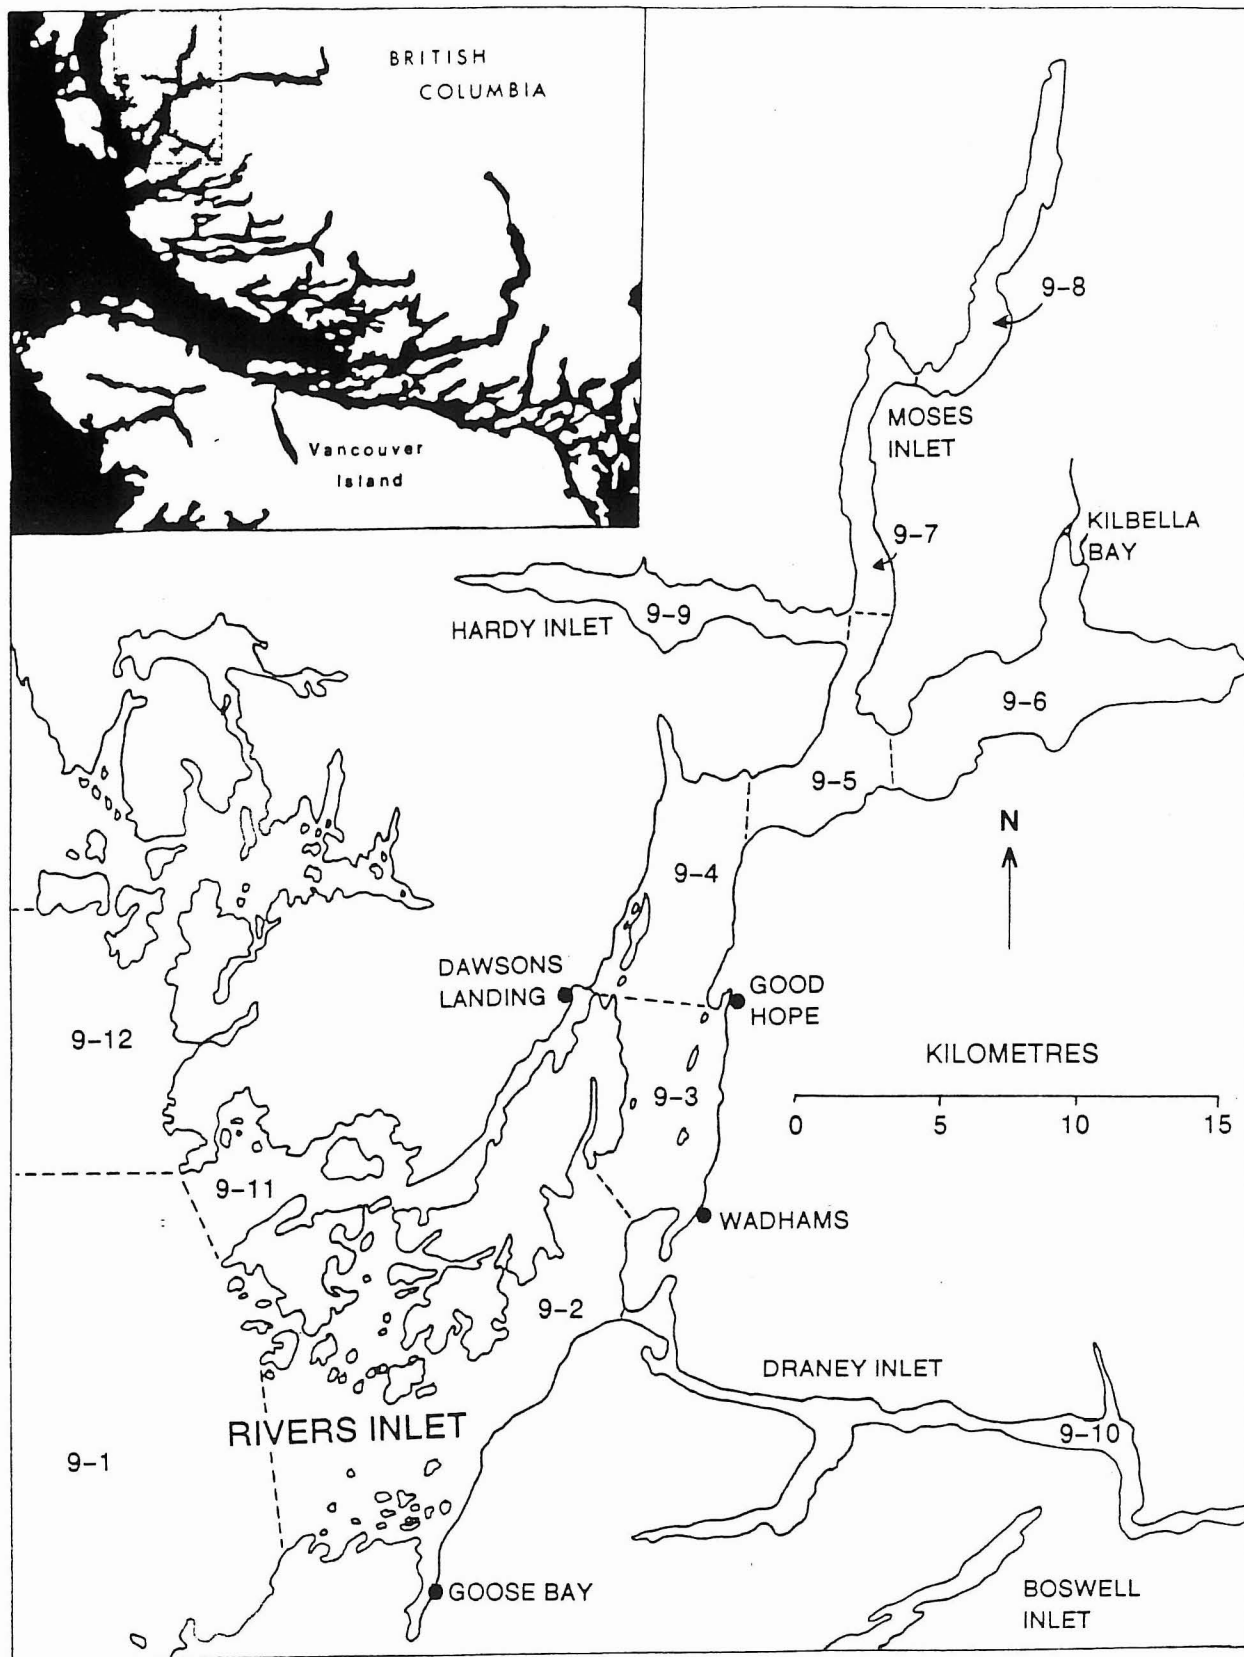 BRITISH
COLUMBIA
Vancouver
Island
9-8
MOSES
INLET
9-7
KILBELLA
BAY
9-9
HARDY INLET
9-6
9-5
N
9-4
DAWSONS
LANDING
GOOD
HOPE
9-12
KILOMETRES
9-3
0 5 10 15
9-11
WADHAMS
9-2
DRANEY INLET
RIVERS INLET
9-10
9-1
GOOSE BAY
BOSWELL
INLET